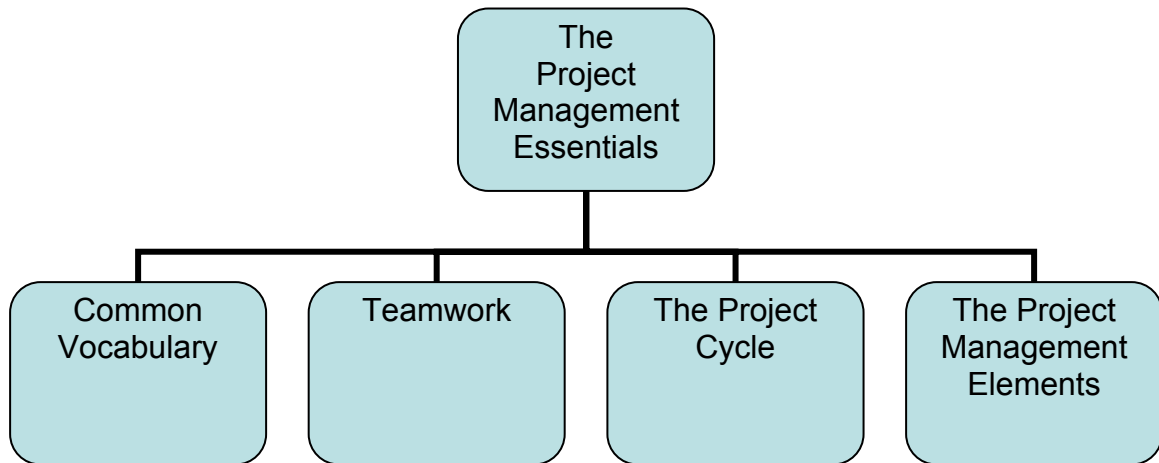 The
Project
Management
Essentials
Common
Vocabulary
Teamwork
The Project
Cycle
The Project
Management
Elements